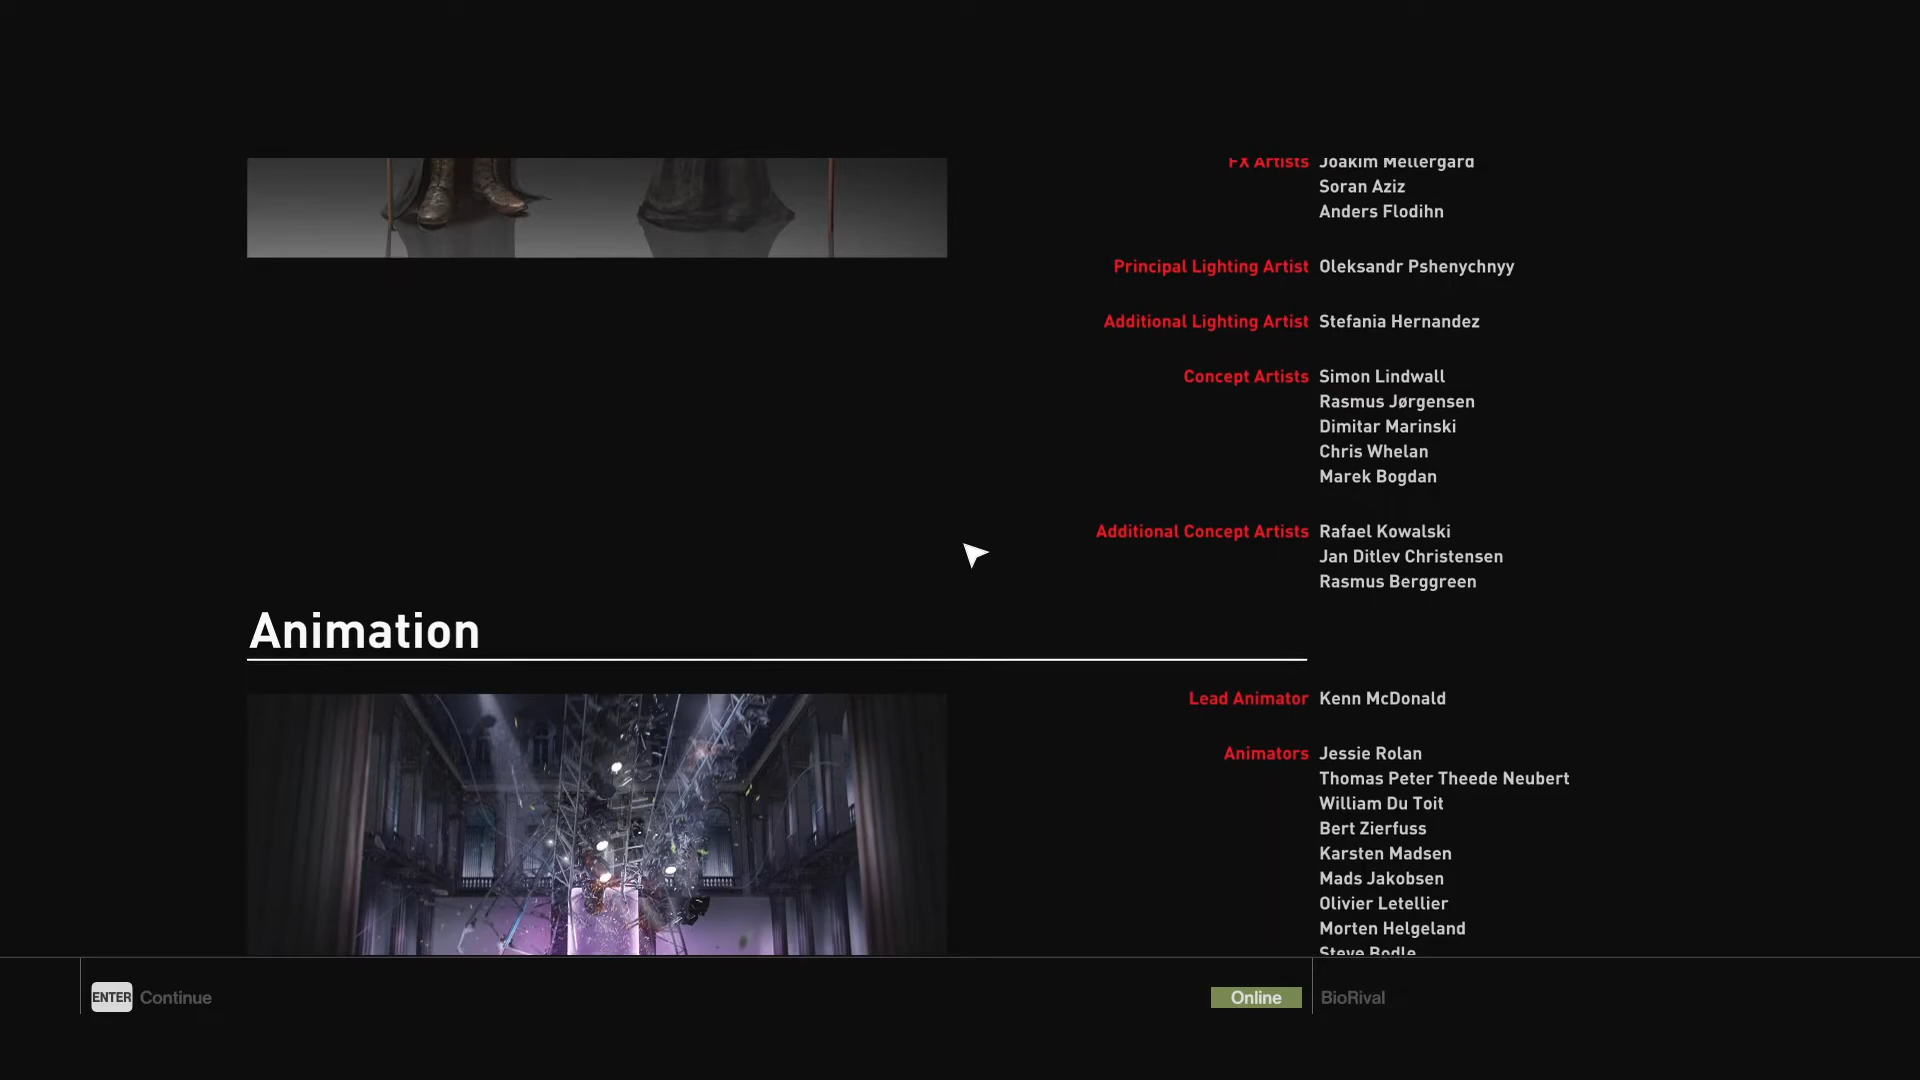 FX Artists Joakim Mellergard
Soran Aziz
Anders Flodihn
Principal Lighting Artist Oleksandr Pshenychnyy
Additional Lighting Artist Stefania Hernandez
Concept Artists Simon Lindwall
Rasmus Jørgensen
Dimitar Marinski
Chris Whelan
Marek Bogdan
Additional Concept Artists Rafael Kowalski
Jan Ditlev Christensen
Rasmus Berggreen
Animation
Lead Animator Kenn McDonald
Animators Jessie Rolan
Thomas Peter Theede Neubert
William Du Toit
Bert Zierfuss
Karsten Madsen
Mads Jakobsen
Olivier Letellier
Morten Helgeland
Steve Bodle
ENTER Continue
Online BioRival